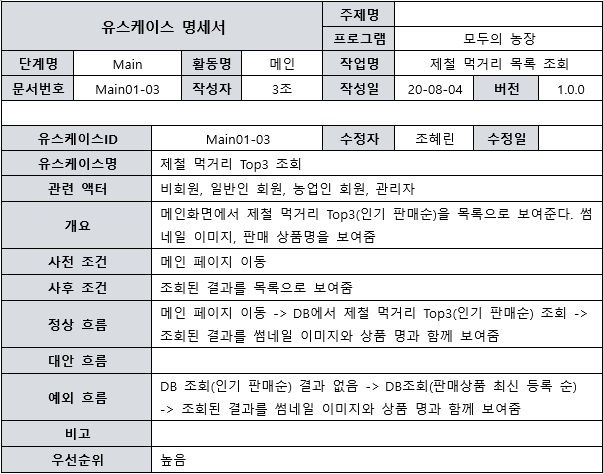 유스케이스 명세서
주제명
프로그램 모두의 농장
단계명 Main 활동명 메인 작업명 제철 먹거리 목록 조회
문서번호 Main01-03 작성자 3조 작성일 20-08-04 버전 1.0.0
유스케이스ID Main01-03 수정자 조혜린 수정일
유스케이스명 제철 먹거리 Top3 조회
관련 액터 비회원, 일반인 회원, 농업인 회원, 관리자
개요
메인화면에서 제철 먹거리 Top3(인기 판매순)을 목록으로 보여준다. 썸
네일 이미지, 판매 상품명을 보여줌
사전 조건 메인 페이지 이동
사후 조건 조회된 결과를 목록으로 보여줌
정상 흐름
메인 페이지 이동 -> DB에서 제철 먹거리 Top3(인기 판매순) 조회 ->
조회된 결과를 썸네일 이미지와 상품 명과 함께 보여줌
대안 흐름
예외 흐름
DB 조회(인기 판매순) 결과 없음 -> DB조회(판매상품 최신 등록 순)
-> 조회된 결과를 썸네일 이미지와 상품 명과 함께 보여줌
비고
우선순위 높음